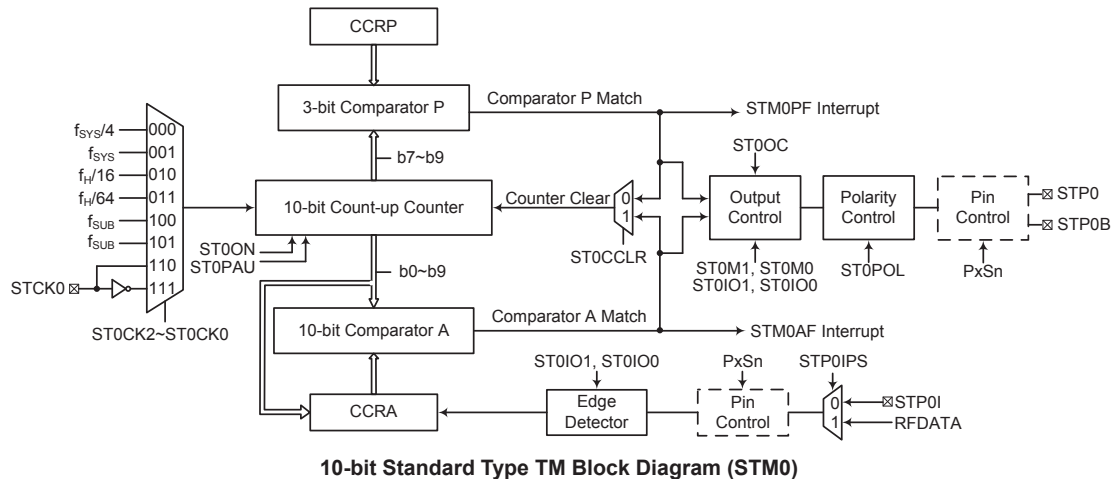 CCRP
3-bit Comparator P
Comparator P Match
STM0PF Interrupt
fSYS/4
000
fSYS
001
fH/16
010
fH/64
011
fSUB
100
fSUB
101
110
111
STCK0
ST0CK2~ST0CK0
b7~b9
10-bit Count-up Counter
ST0ON
ST0PAU
b0~b9
Counter Clear
0
1
ST0CCLR
ST0OC
Output
Control
ST0M1, ST0M0
ST0IO1, ST0IO0
Polarity
Control
ST0POL
Pin
Control
PxSn
STP0
STP0B
10-bit Comparator A
Comparator A Match
STM0AF Interrupt
CCRA
ST0IO1, ST0IO0
Edge
Detector
PxSn
Pin
Control
STP0IPS
0
1
STP0I
RFDATA
10-bit Standard Type TM Block Diagram (STM0)